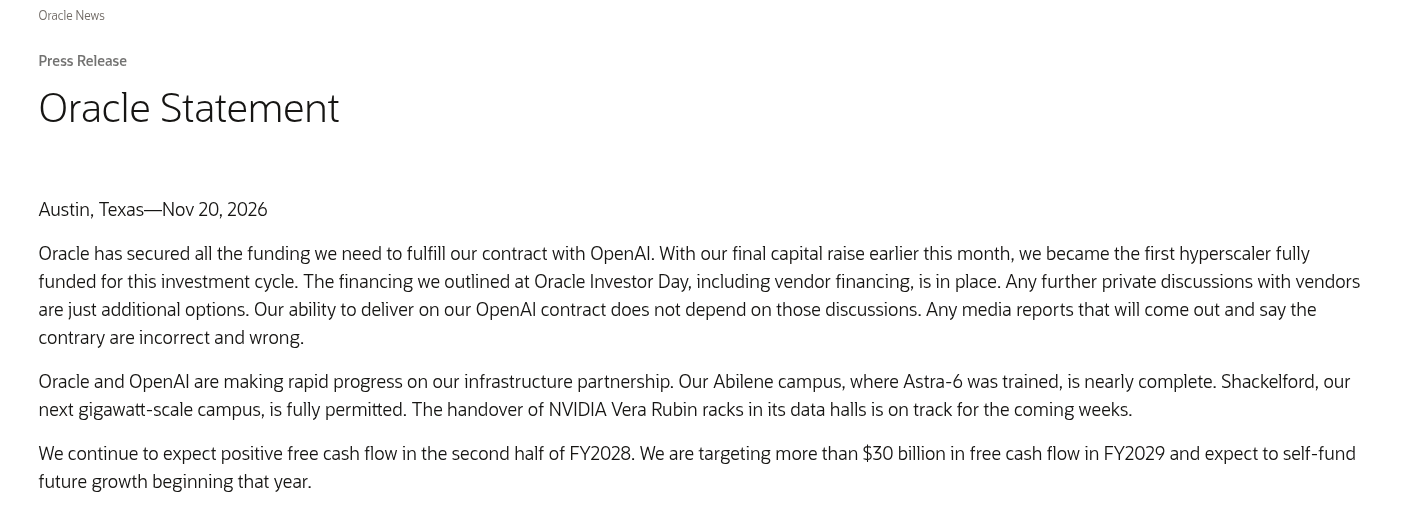 Oracle News
Press Release
Oracle Statement
Austin, Texas—Nov 20, 2026
Oracle has secured all the funding we need to fulfill our contract with OpenAI. With our final capital raise earlier this month, we became the first hyperscaler fully
funded for this investment cycle. The financing we outlined at Oracle Investor Day, including vendor financing, is in place. Any further private discussions with vendors
are just additional options. Our ability to deliver on our OpenAI contract does not depend on those discussions. Any media reports that will come out and say the
contrary are incorrect and wrong.
Oracle and OpenAI are making rapid progress on our infrastructure partnership. Our Abilene campus, where Astra-6 was trained, is nearly complete. Shackelford, our
next gigawatt-scale campus, is fully permitted. The handover of NVIDIA Vera Rubin racks in its data halls is on track for the coming weeks.
We continue to expect positive free cash flow in the second half of FY2028. We are targeting more than $30 billion in free cash flow in FY2029 and expect to self-fund
future growth beginning that year.